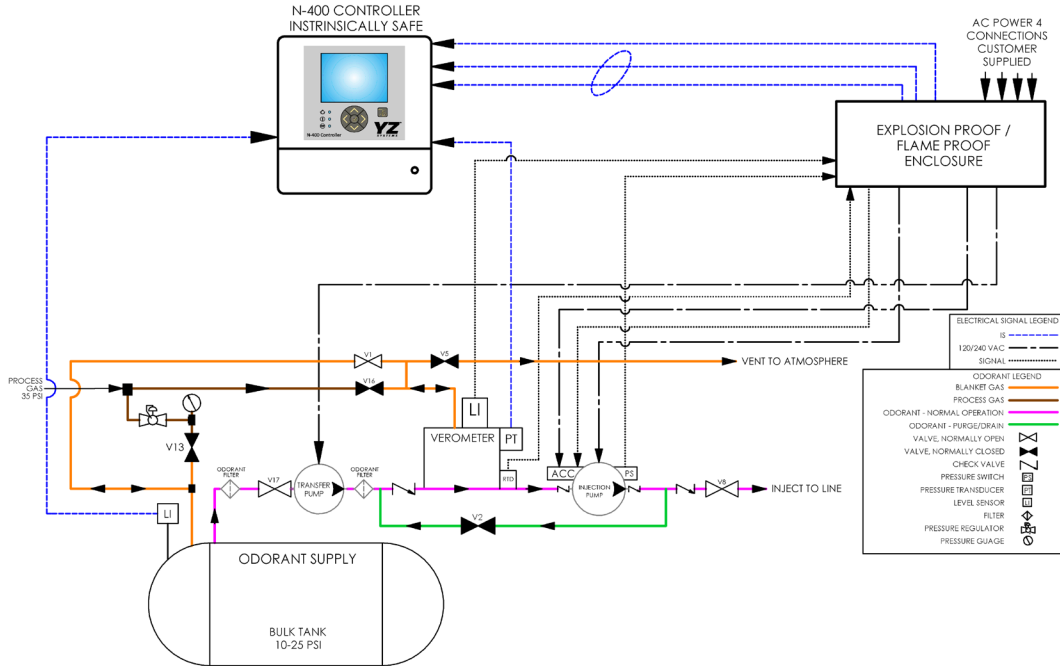 N-400 CONTROLLER
INSTRINSICALLY SAFE
AC POWER 4
CONNECTIONS
CUSTOMER
SUPPLIED
N-400 Controller
YZ
SYSTEMS
EXPLOSION PROOF /
FLAME PROOF
ENCLOSURE
ELECTRICAL SIGNAL LEGEND
IS
120/240 VAC
SIGNAL
ODORANT LEGEND
BLANKET GAS
PROCESS GAS
ODORANT - NORMAL OPERATION
ODORANT - PURGE/DRAIN
VALVE, NORMALLY OPEN
VALVE, NORMALLY CLOSED
CHECK VALVE
PRESSURE SWITCH
PS
PRESSURE TRANSDUCER
PT
LEVEL SENSOR
LI
FILTER
PRESSURE REGULATOR
PRESSURE GUAGE
V1
V5
VENT TO ATMOSPHERE
PROCESS
GAS
35 PSI
V16
LI
V13
VEROMETER
PT
RTD
ACC
PS
ODORANT
FILTER
V17
TRANSFER
PUMP
ODORANT
FILTER
INJECTION
PUMP
V8
INJECT TO LINE
LI
V2
ODORANT SUPPLY
BULK TANK
10-25 PSI